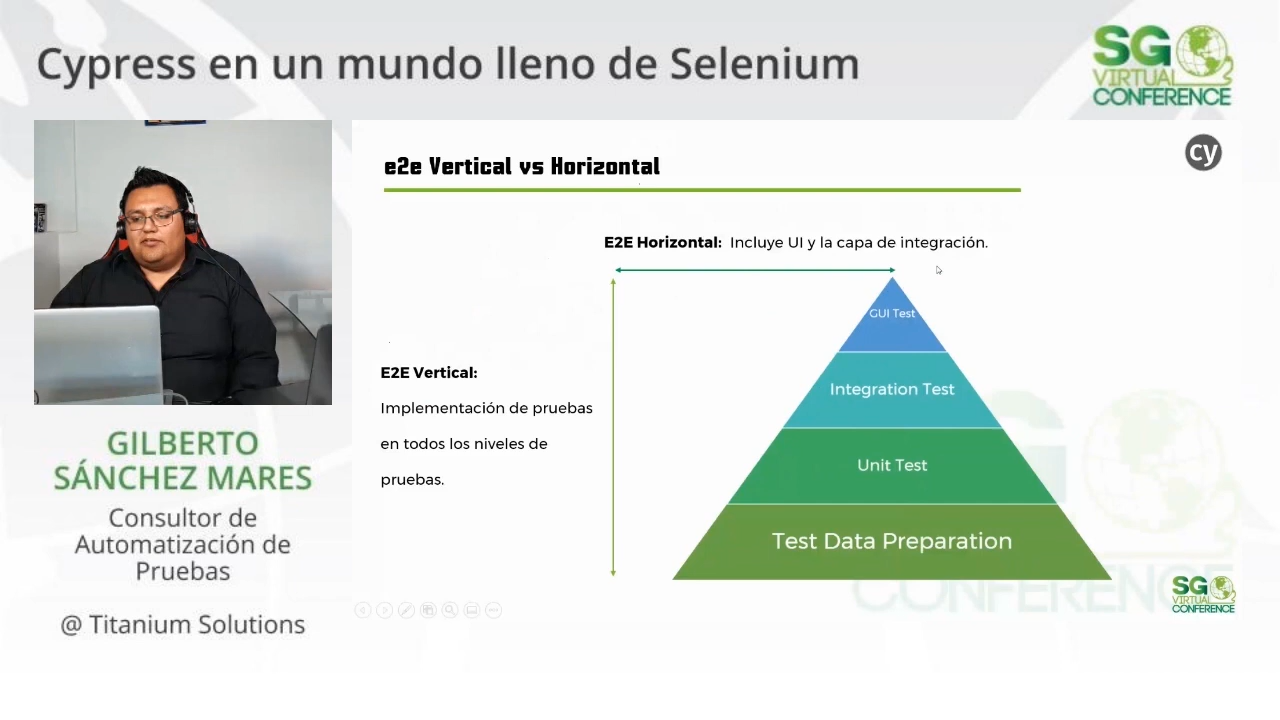 Cypress en un mundo lleno de Selenium
SG
VIRTUAL
CONFERENCE
e2e Vertical vs Horizontal
cy
E2E Horizontal: Incluye UI y la capa de integración.
GUI Test
E2E Vertical:
Implementación de pruebas
en todos los niveles de
pruebas.
Integration Test
Unit Test
Test Data Preparation
GILBERTO
SÁNCHEZ MARES
Consultor de
Automatización de
Pruebas
@ Titanium Solutions
SG
VIRTUAL
CONFERENCE
CONFERENCE